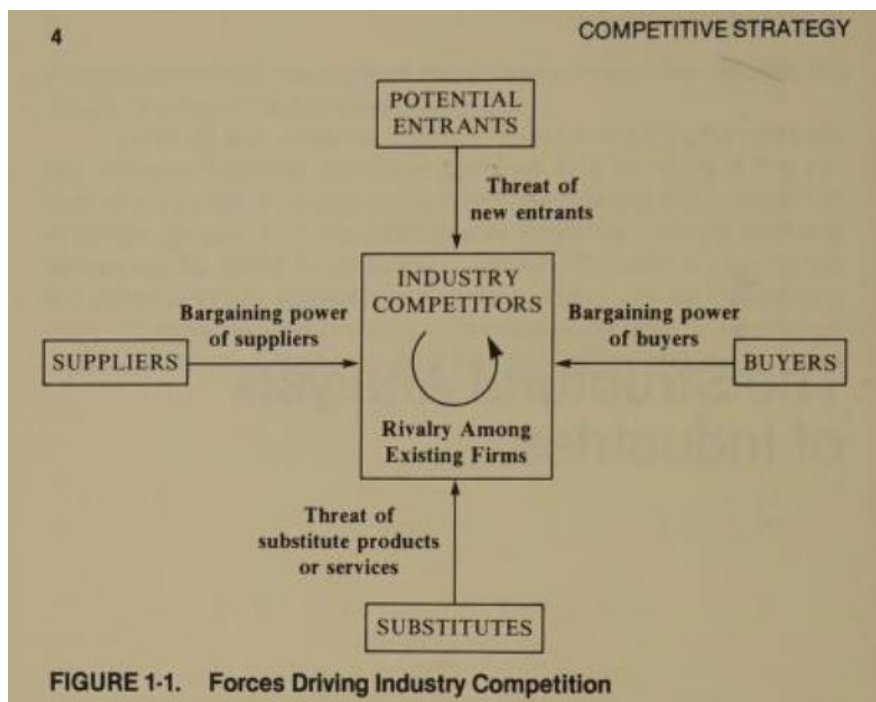 4
COMPETITIVE STRATEGY
POTENTIAL
ENTRANTS
Threat of
new entrants
INDUSTRY
COMPETITORS
Bargaining power
of suppliers
Bargaining power
of buyers
SUPPLIERS
BUYERS
Rivalry Among
Existing Firms
Threat of
substitute products
or services
SUBSTITUTES
FIGURE 1-1. Forces Driving Industry Competition